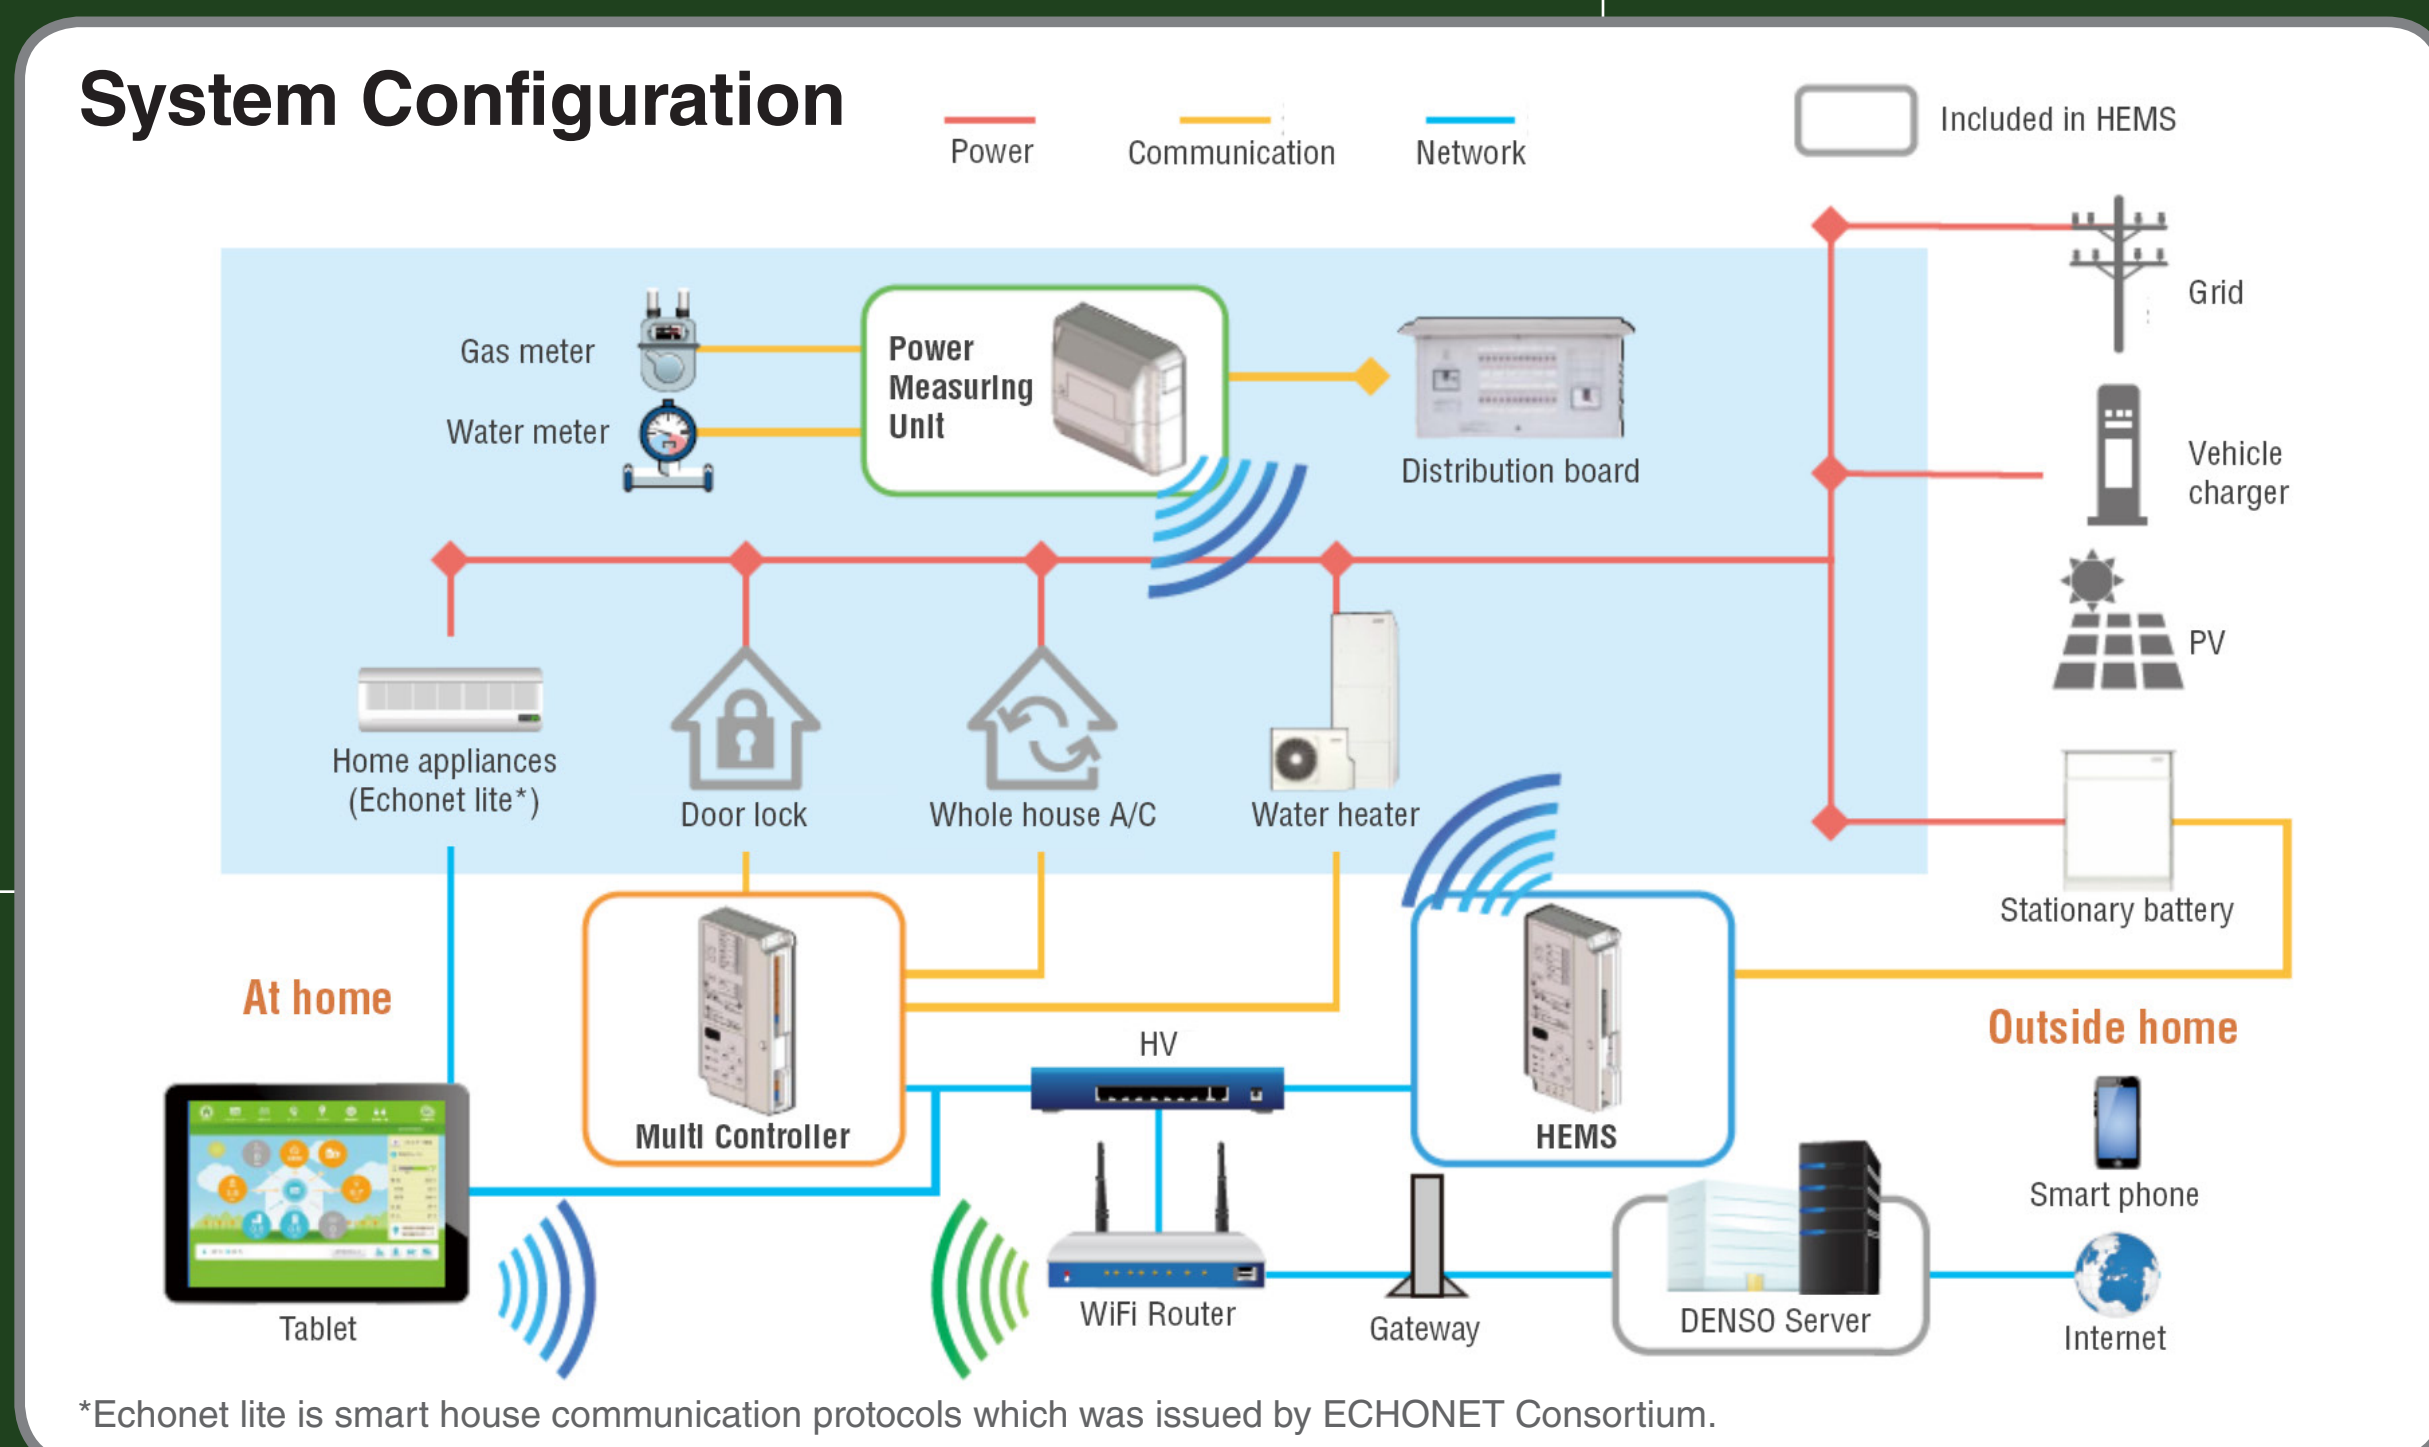 System Configuration
Power
Communication
Network
Included in HEMS
Grid
Gas meter
Power
Measuring
Unit
Water meter
Distribution board
Vehicle
charger
PV
Home appliances
(Echonet lite*)
Door lock
Whole house A/C
Water heater
Stationary battery
At home
Outside home
HV
Multi Controller
HEMS
Smart phone
Tablet
WiFi Router
Gateway
DENSO Server
Internet
*Echonet lite is smart house communication protocols which was issued by ECHONET Consortium.